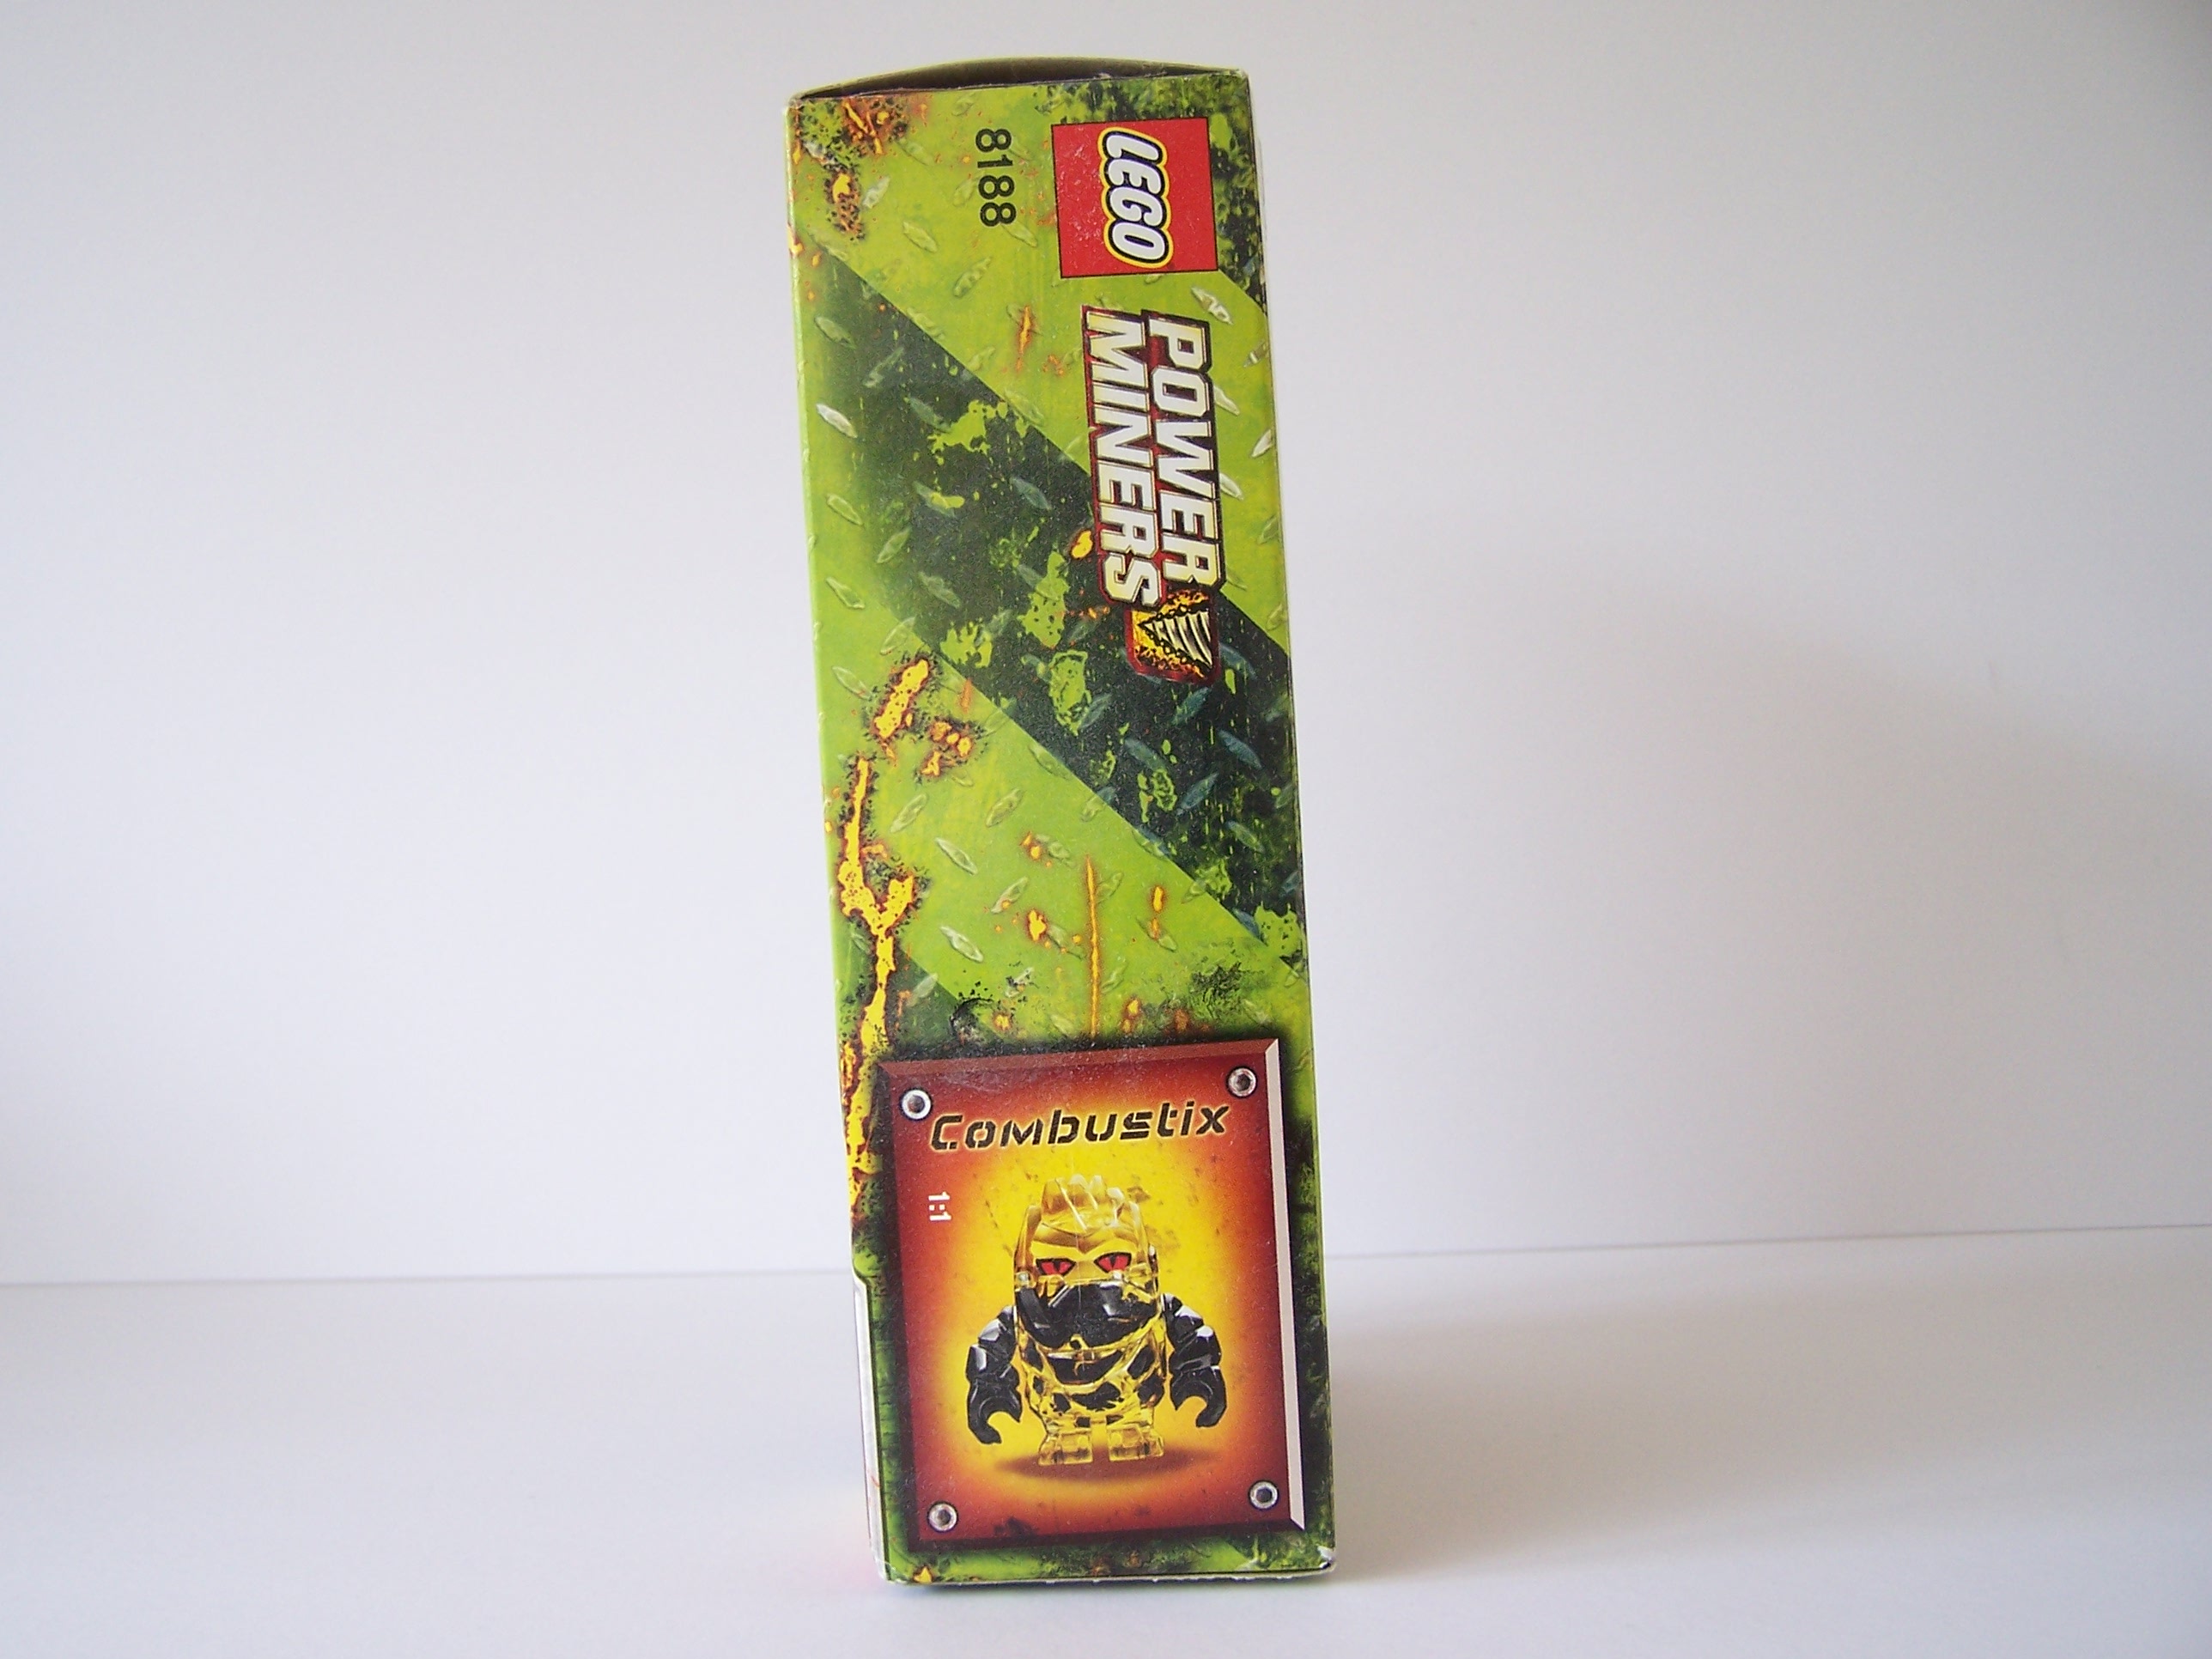 LEGO
8188
POWER
MINERS
Combustix
1:1